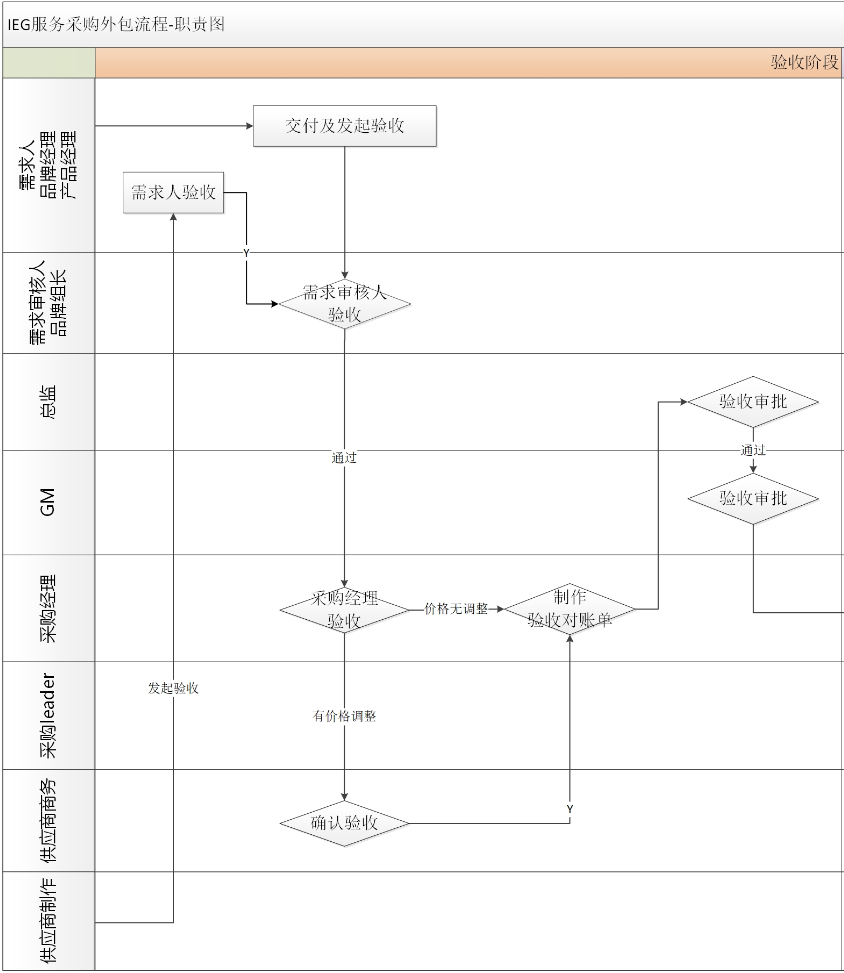 IEG服务采购外包流程-职责图
验收阶段
需求人
品牌经理
产品经理
交付及发起验收
需求人验收
Y
需求审核人
品牌组长
需求审核人
验收
总监
验收审批
通过
通过
GM
验收审批
采购经理
采购经理
验收
价格无调整
制作
验收对账单
采购leader
发起验收
有价格调整
供应商商务
确认验收
Y
供应商制作